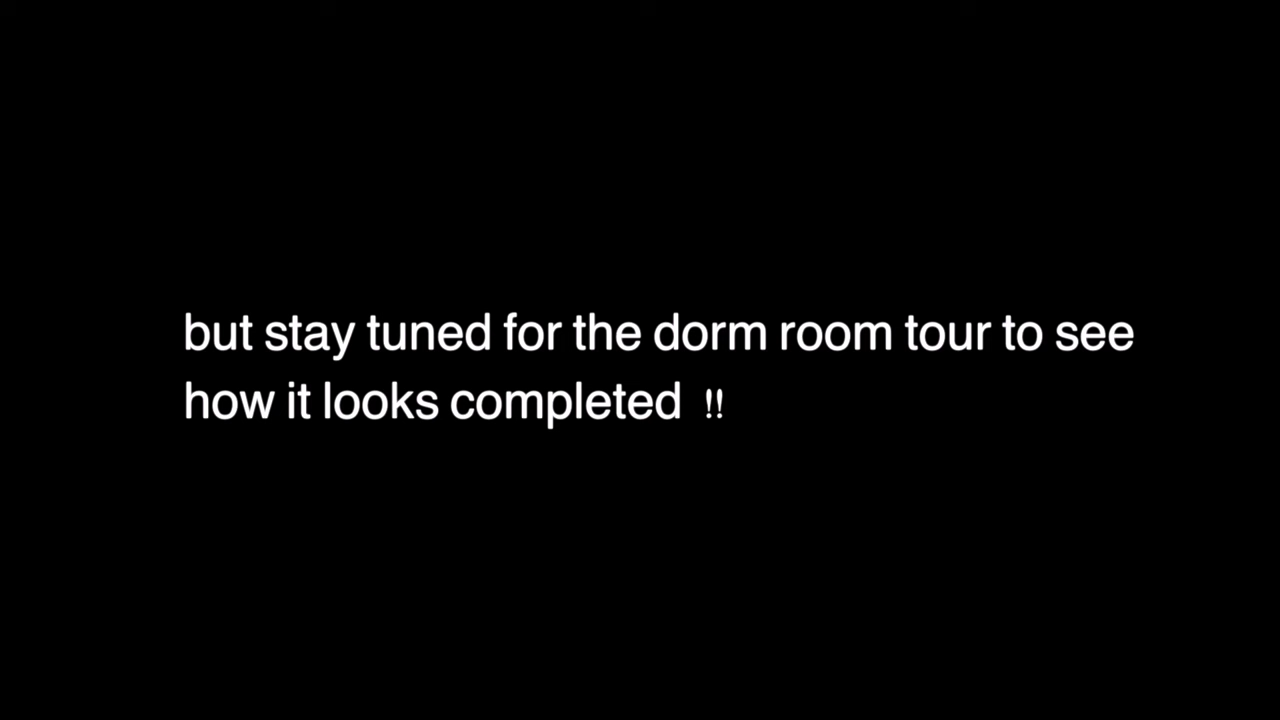 but stay tuned for the dorm room tour to see
how it looks completed ‼